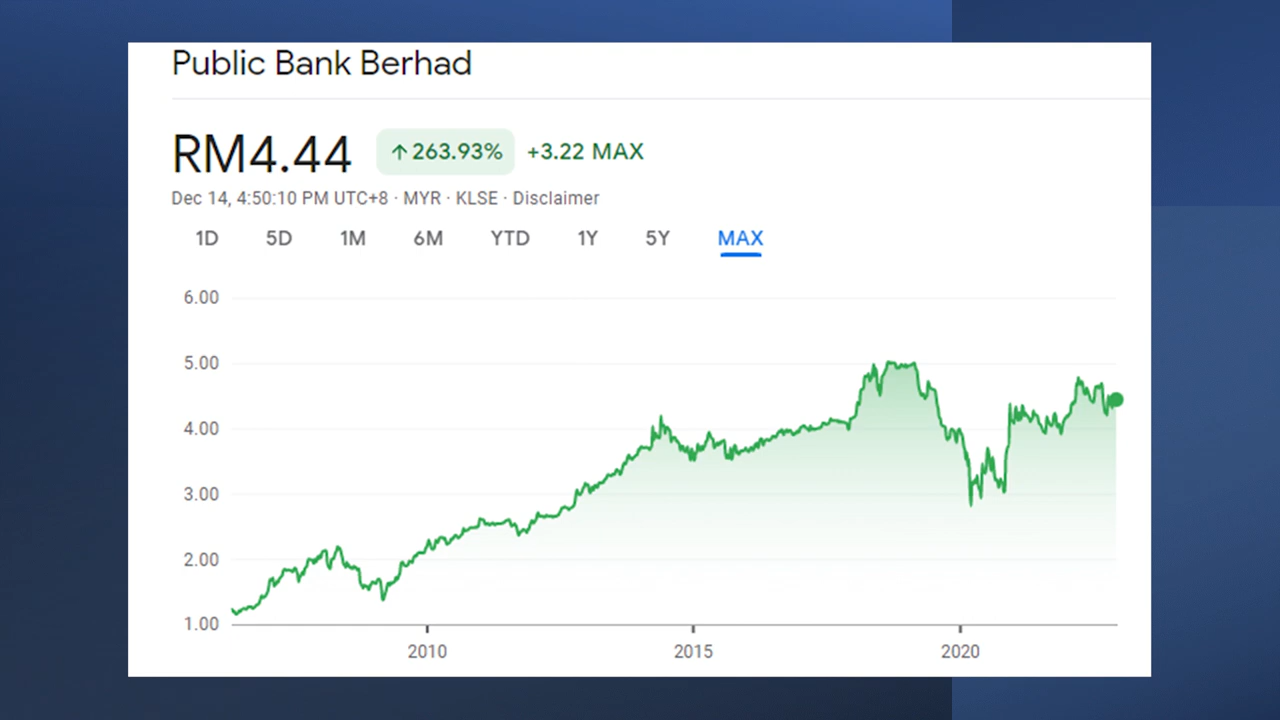 Public Bank Berhad
RM4.44 ↑263.93% +3.22 MAX
Dec 14, 4:50:10 PM UTC+8 · MYR · KLSE · Disclaimer
1D 5D 1M 6M YTD 1Y 5Y MAX
6.00
5.00
4.00
3.00
2.00
1.00
2010 2015 2020